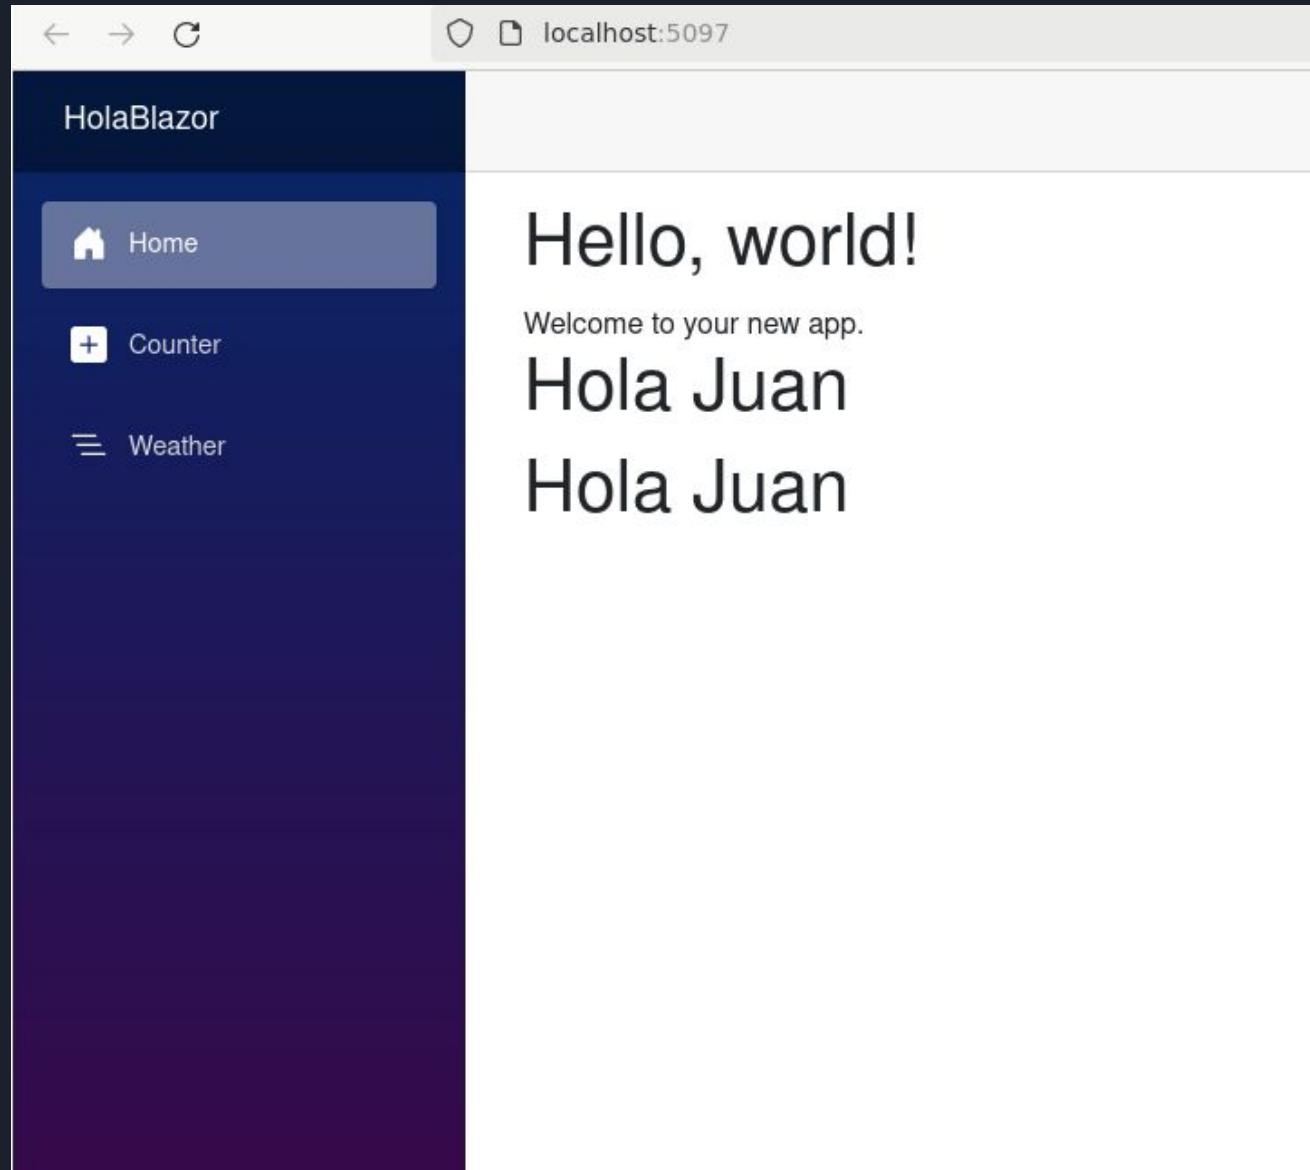 localhost:5097
HolaBlazor
Home
Counter
Weather
Hello, world!
Welcome to your new app.
Hola Juan
Hola Juan